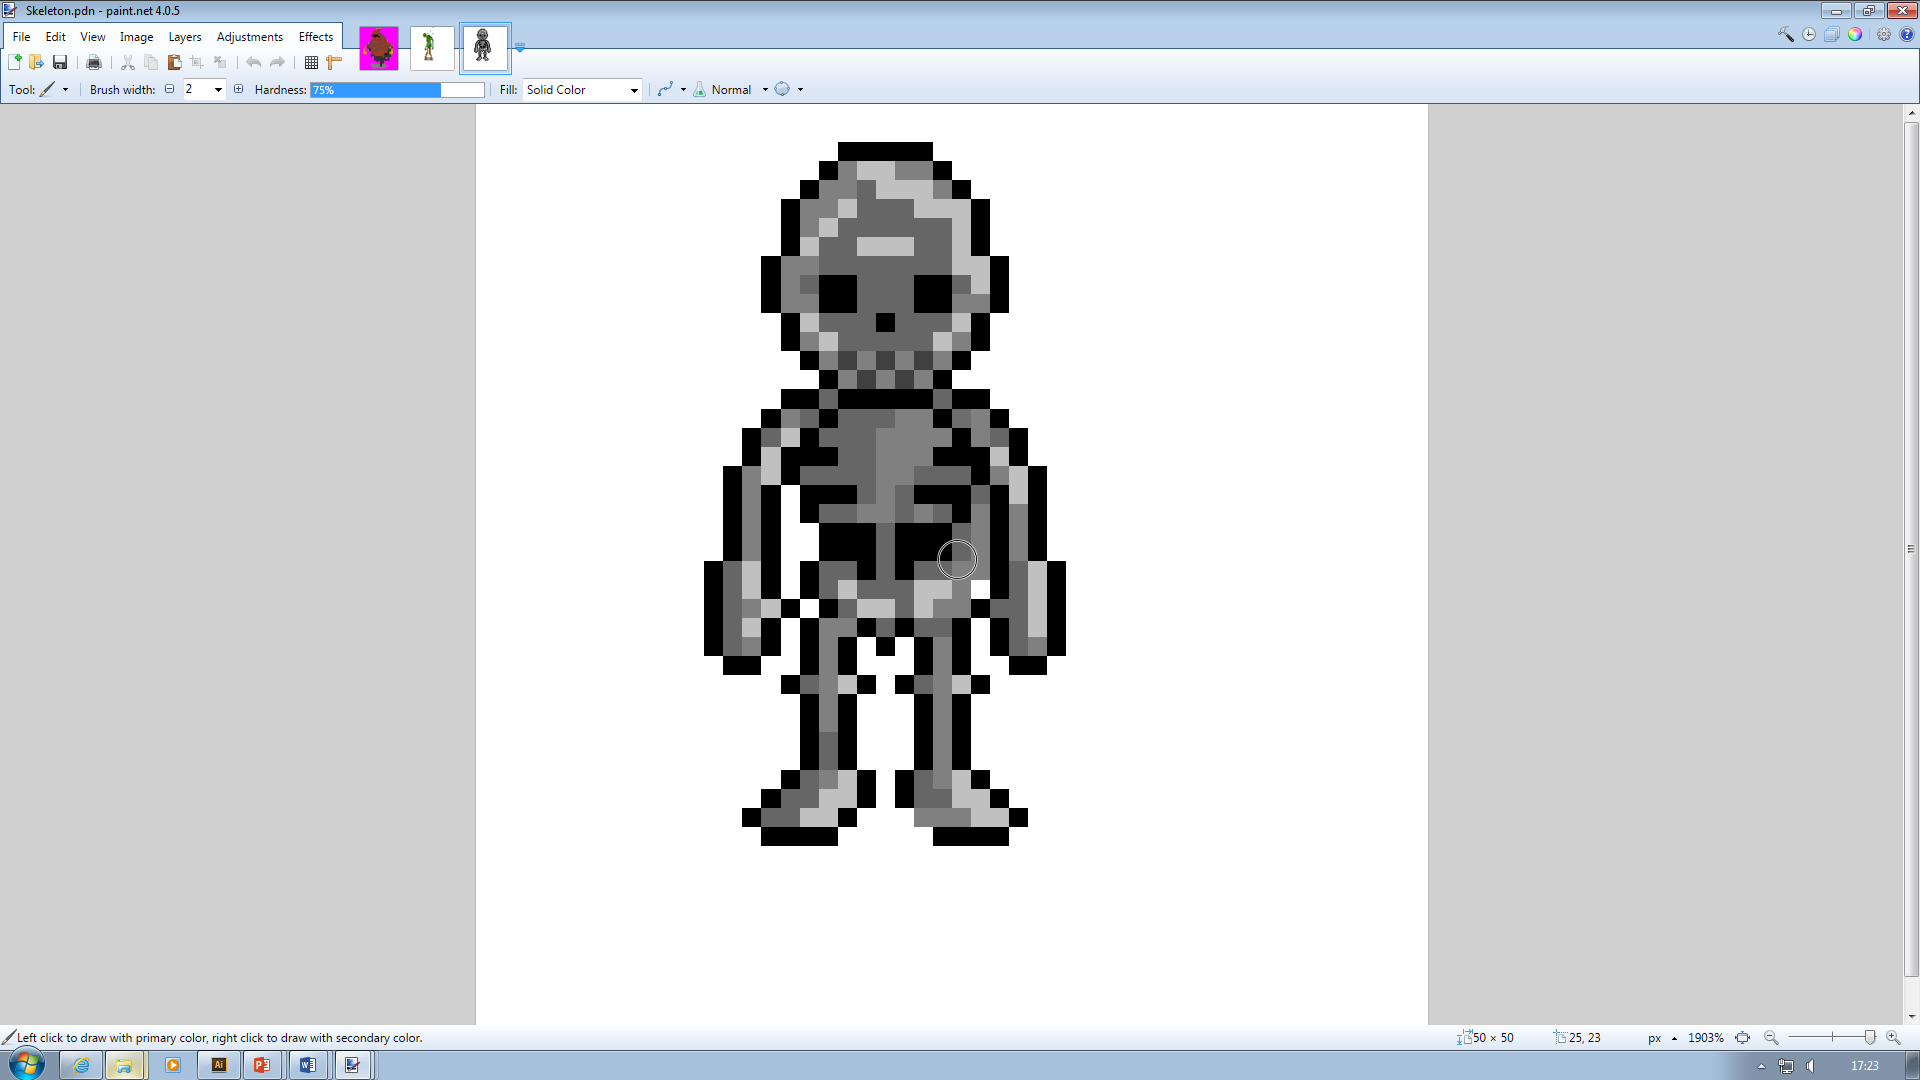 Skeleton.pdn - paint.net 4.0.5
File Edit View Image Layers Adjustments Effects
Tool: Brush width: 2 Hardness: 75% Fill: Solid Color Normal
Left click to draw with primary color, right click to draw with secondary color. 50 × 50 25, 23 px 1903%
Ai P W 17:23